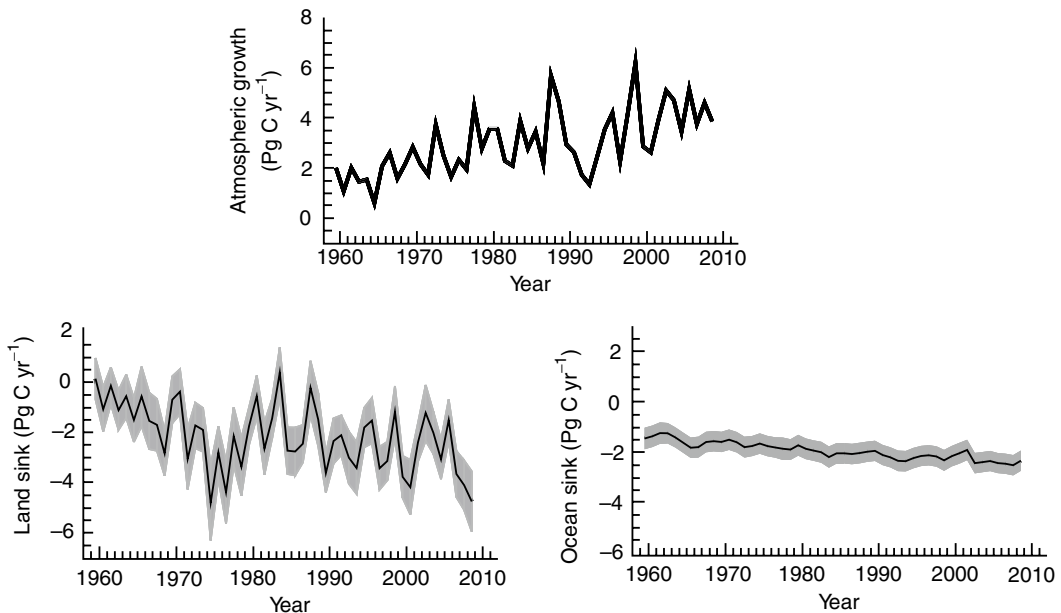 Atmospheric growth
(Pg C yr⁻¹)
8
6
4
2
0
1960 1970 1980 1990 2000 2010
Year
Land sink (Pg C yr⁻¹)
2
0
–2
–4
–6
1960 1970 1980 1990 2000 2010
Year
Ocean sink (Pg C yr⁻¹)
2
0
–2
–4
–6
1960 1970 1980 1990 2000 2010
Year